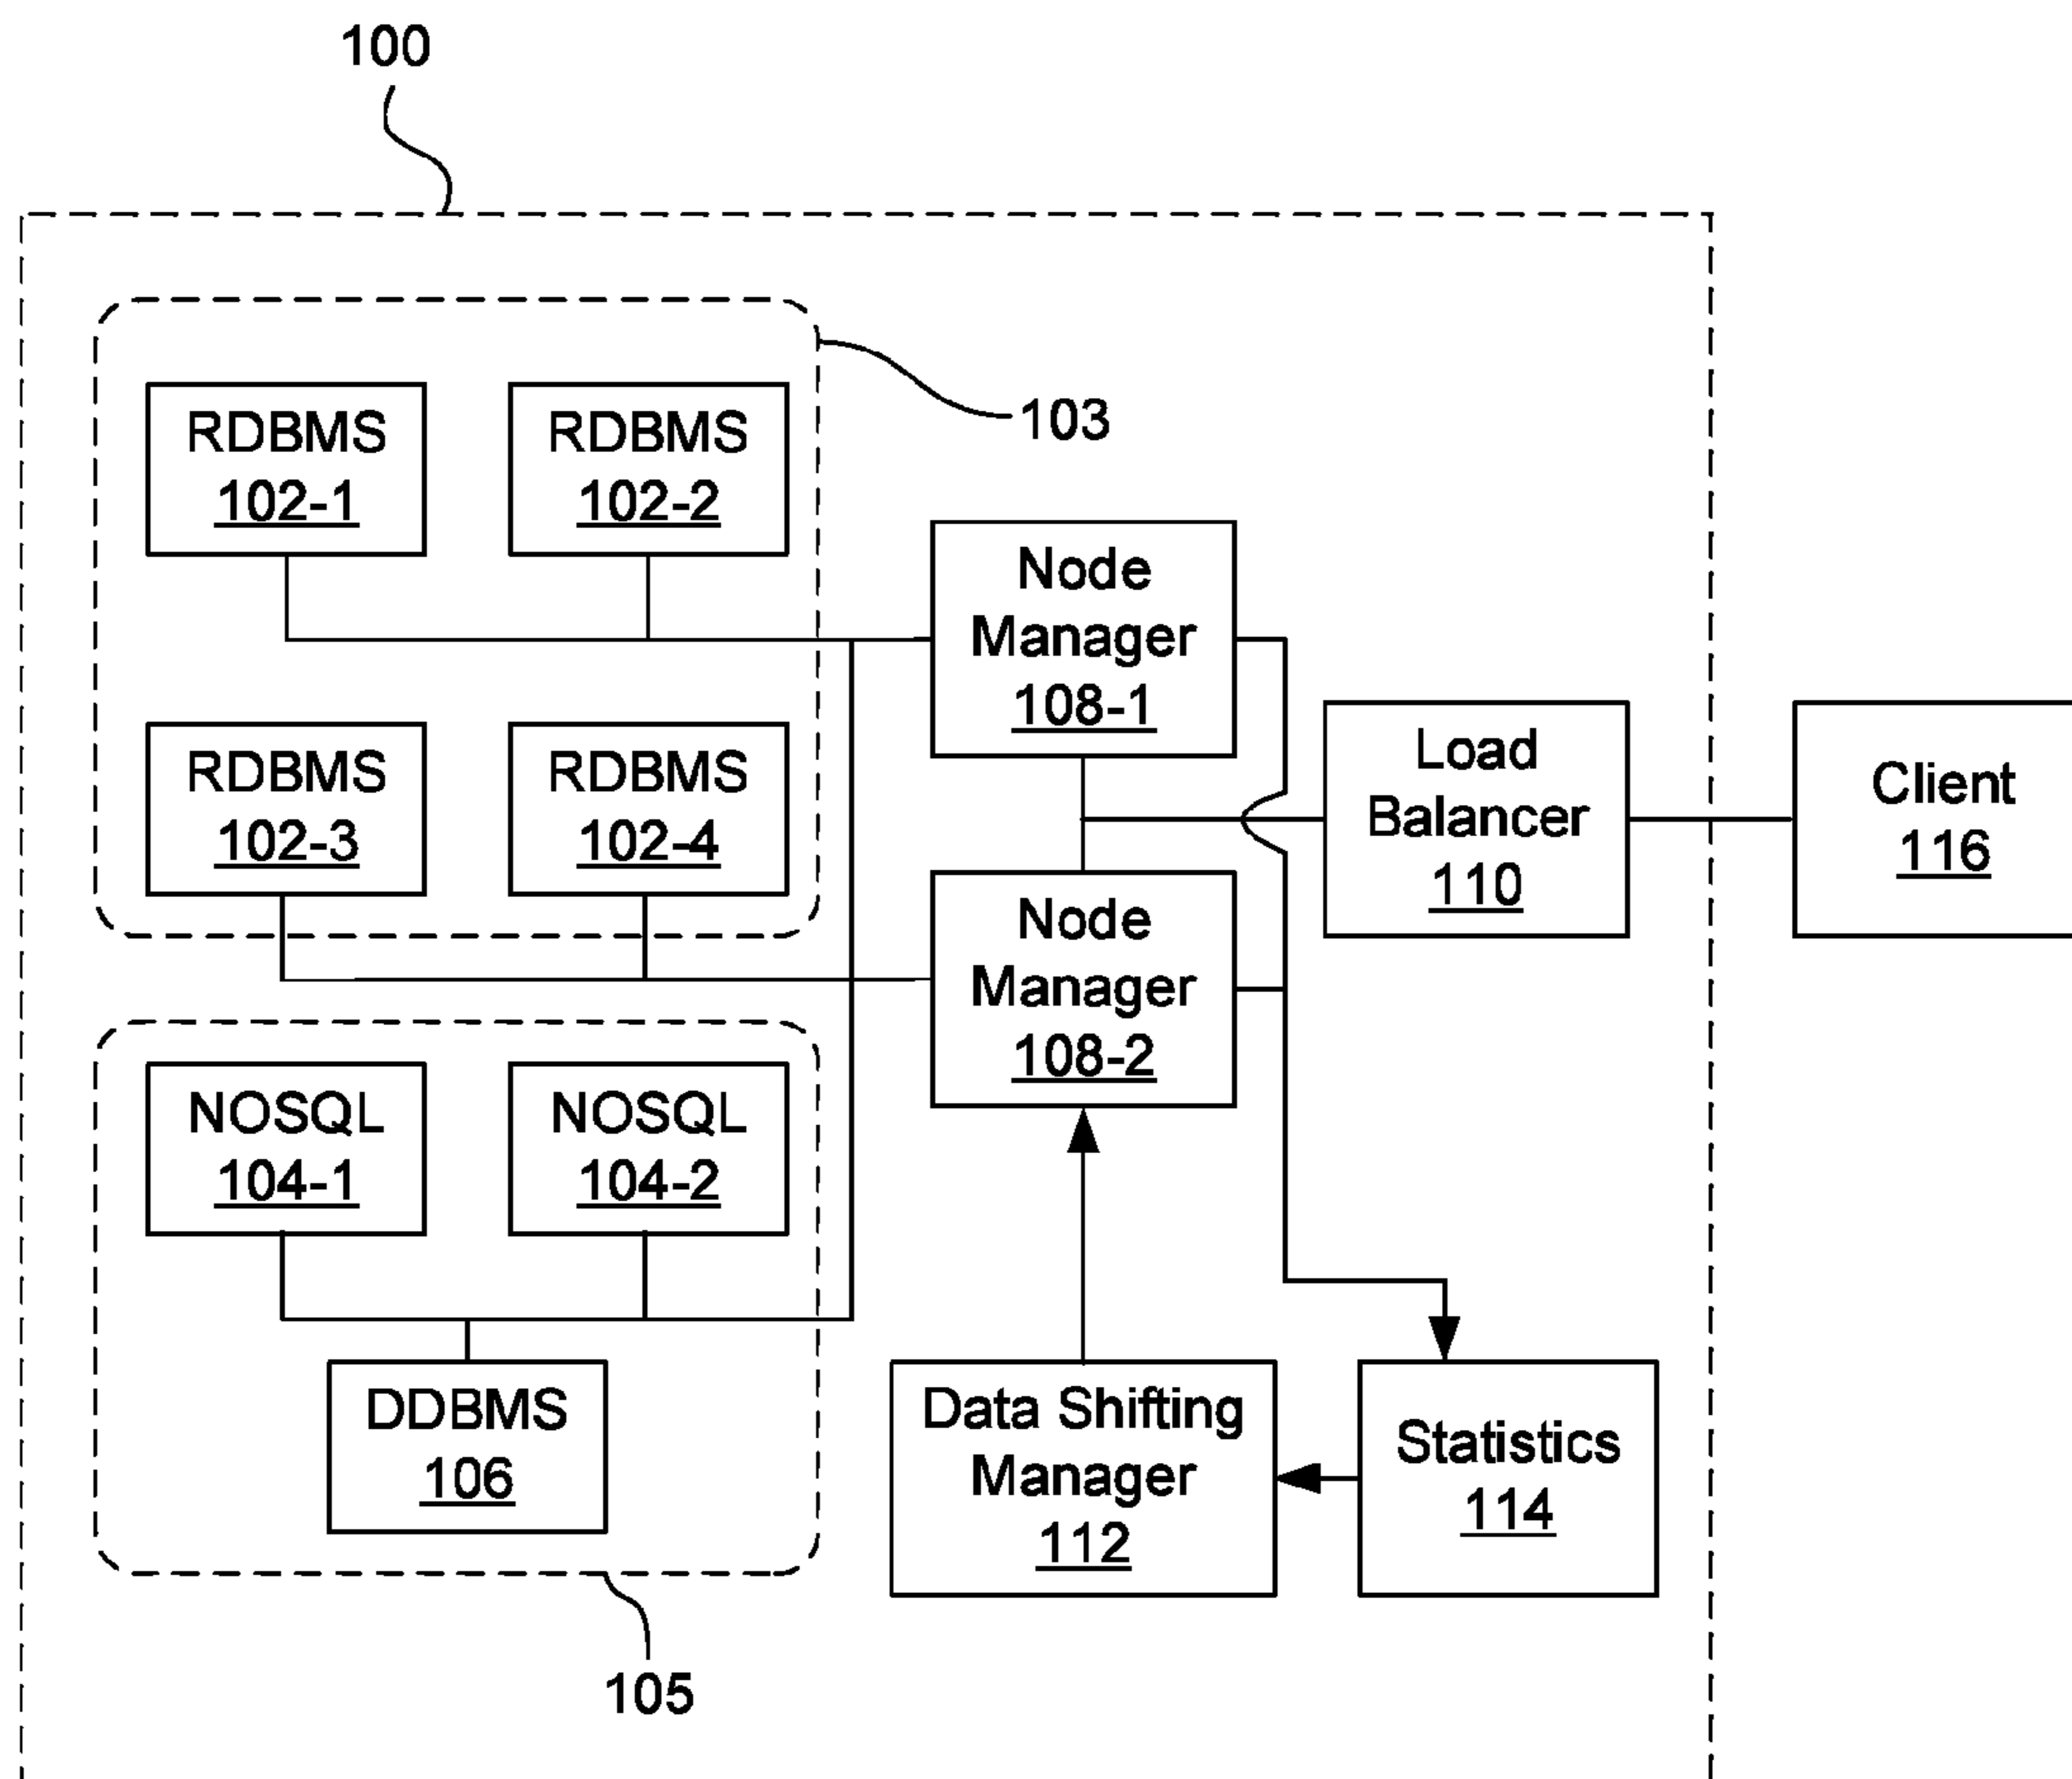 100
103
RDBMS
102-1
RDBMS
102-2
Node
Manager
108-1
RDBMS
102-3
RDBMS
102-4
Load
Balancer
110
Client
116
Node
Manager
108-2
NOSQL
104-1
NOSQL
104-2
DDBMS
106
Data Shifting
Manager
112
Statistics
114
105